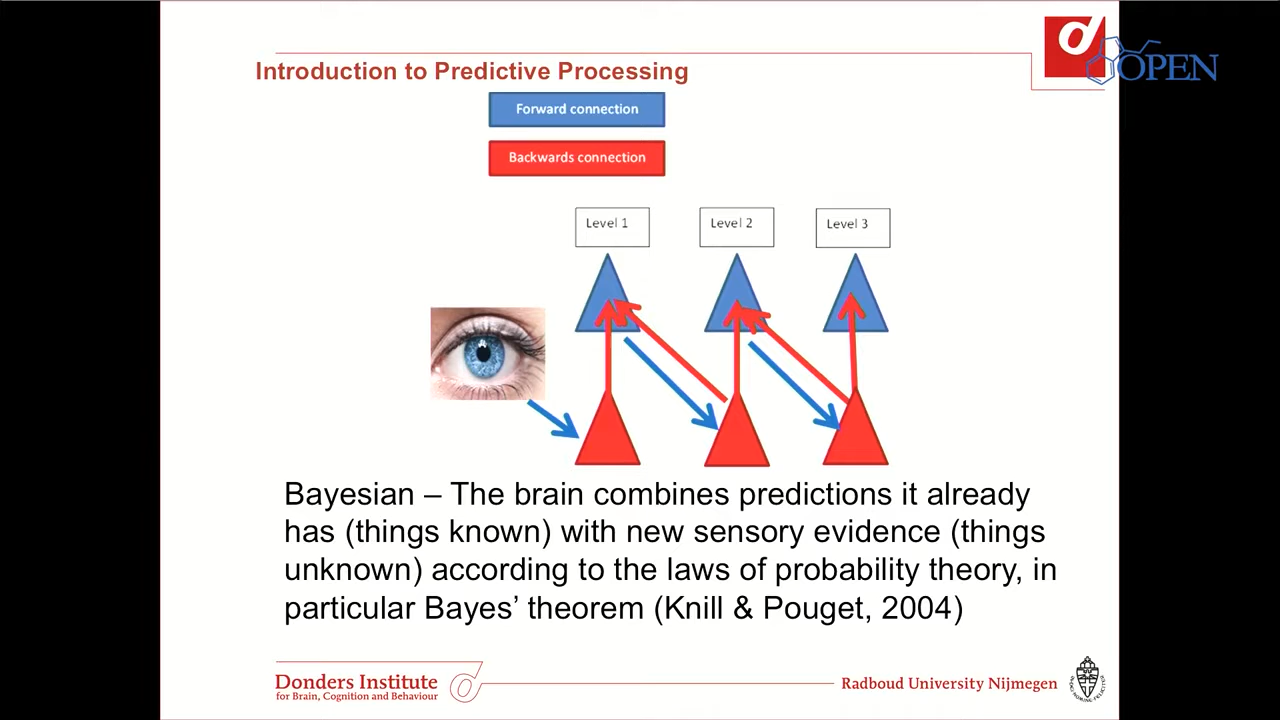 Introduction to Predictive Processing
OPEN
Forward connection
Backwards connection
Level 1
Level 2
Level 3
Bayesian – The brain combines predictions it already
has (things known) with new sensory evidence (things
unknown) according to the laws of probability theory, in
particular Bayes’ theorem (Knill & Pouget, 2004)
Donders Institute
for Brain, Cognition and Behaviour
Radboud University Nijmegen